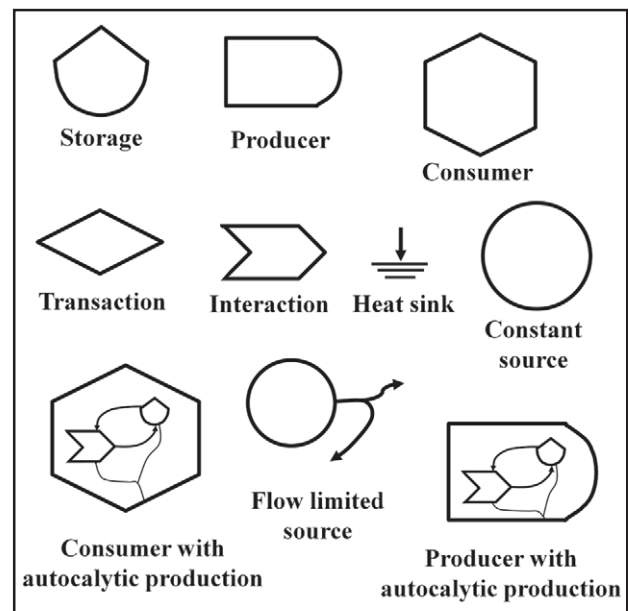 Storage
Producer
Consumer
Transaction
Interaction
Heat sink
Constant
source
Consumer with
autocalytic production
Flow limited
source
Producer with
autocalytic production